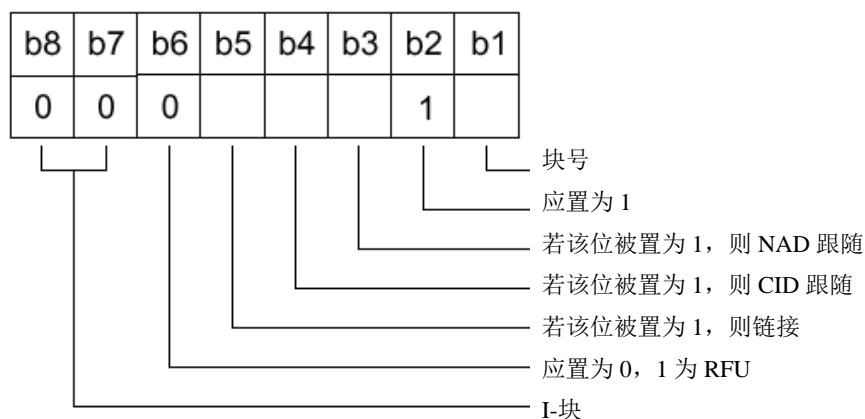 b8 b7 b6 b5 b4 b3 b2 b1
0 0 0 1
块号
应置为 1
若该位被置为 1，则 NAD 跟随
若该位被置为 1，则 CID 跟随
若该位被置为 1，则链接
应置为 0，1 为 RFU
I-块